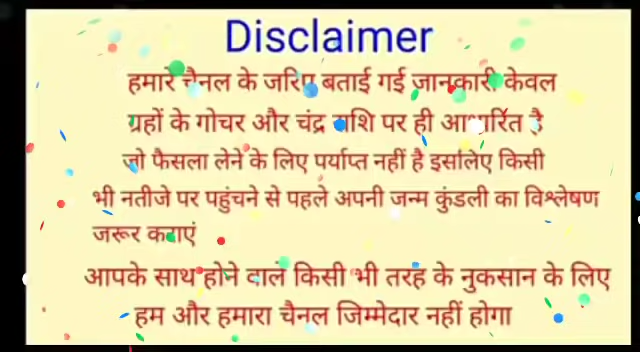 Disclaimer
हमारे चैनल के जरिए बताई गई जानकारी केवल
ग्रहों के गोचर और चंद्र राशि पर ही आधारित है
जो फैसला लेने के लिए पर्याप्त नहीं है इसलिए किसी
भी नतीजे पर पहुंचने से पहले अपनी जन्म कुंडली का विश्लेषण
जरूर कराएं
आपके साथ होने वाले किसी भी तरह के नुकसान के लिए
हम और हमारा चैनल जिम्मेदार नहीं होगा